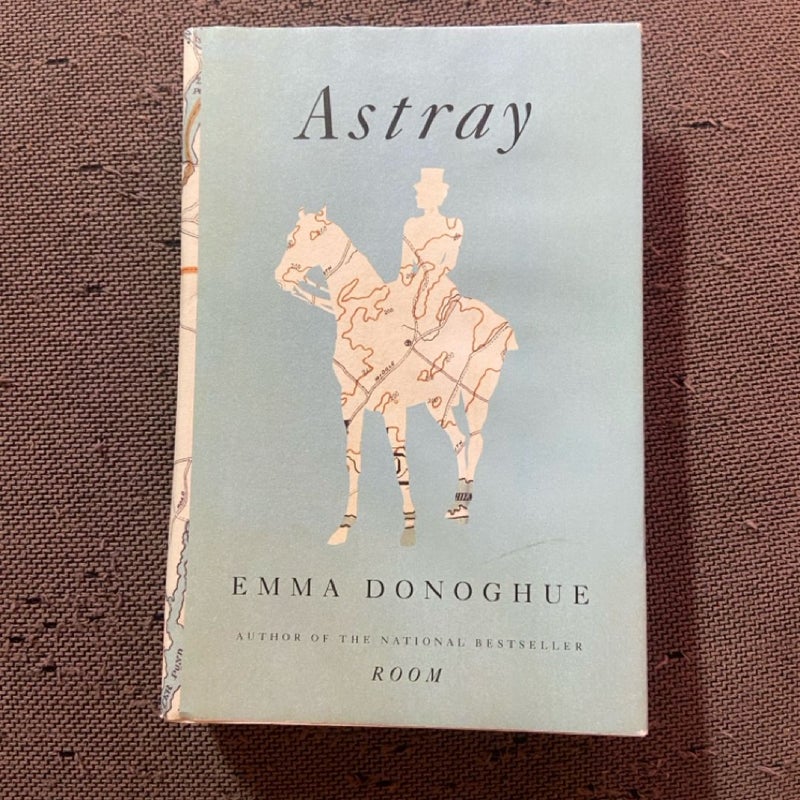 Astray
EMMA DONOGHUE
AUTHOR OF THE NATIONAL BESTSELLER
ROOM